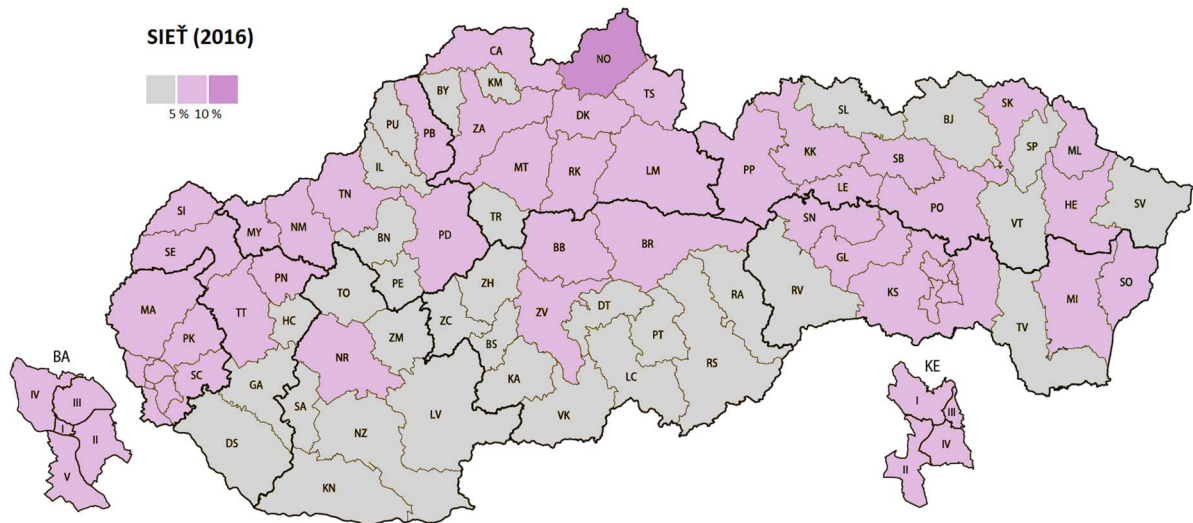 SIEŤ (2016)
5 % 10 %
CA
NO
KM
BY
TS
PU
PB
ZA
DK
SL
BJ
SK
IL
MT
RK
LM
PP
KK
SB
SP
ML
TN
LE
PO
HE
SV
SI
MY
NM
BN
PD
TR
BB
BR
SN
VT
SE
PN
PE
ZH
GL
MA
TT
TO
HC
ZM
ZC
BS
ZV
DT
RA
RV
KS
MI
SO
PK
NR
PT
TV
BA
SC
GA
SA
LV
KA
LC
RS
KE
IV
III
I
II
V
DS
NZ
VK
KN
I
III
IV
II